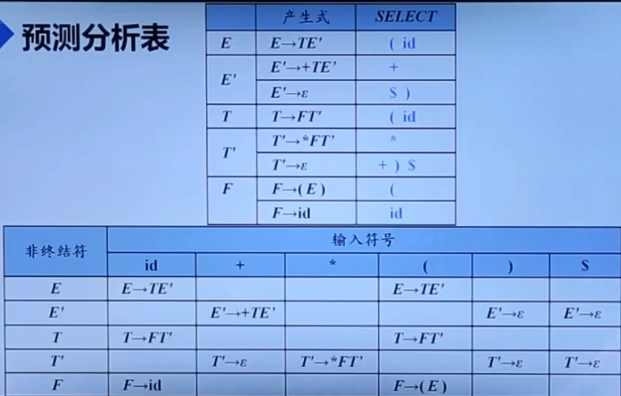 预测分析表
产生式 SELECT
E E→TE' ( id
E' E'→+TE' +
E'→ε $ )
T T→FT' ( id
T' T'→*FT' *
T'→ε + ) $
F F→(E) (
F→id id
非终结符 输入符号
id + * ( ) $
E E→TE' E→TE'
E' E'→+TE' E'→ε E'→ε
T T→FT' T→FT'
T' T'→ε T'→*FT' T'→ε T'→ε
F F→id F→(E)